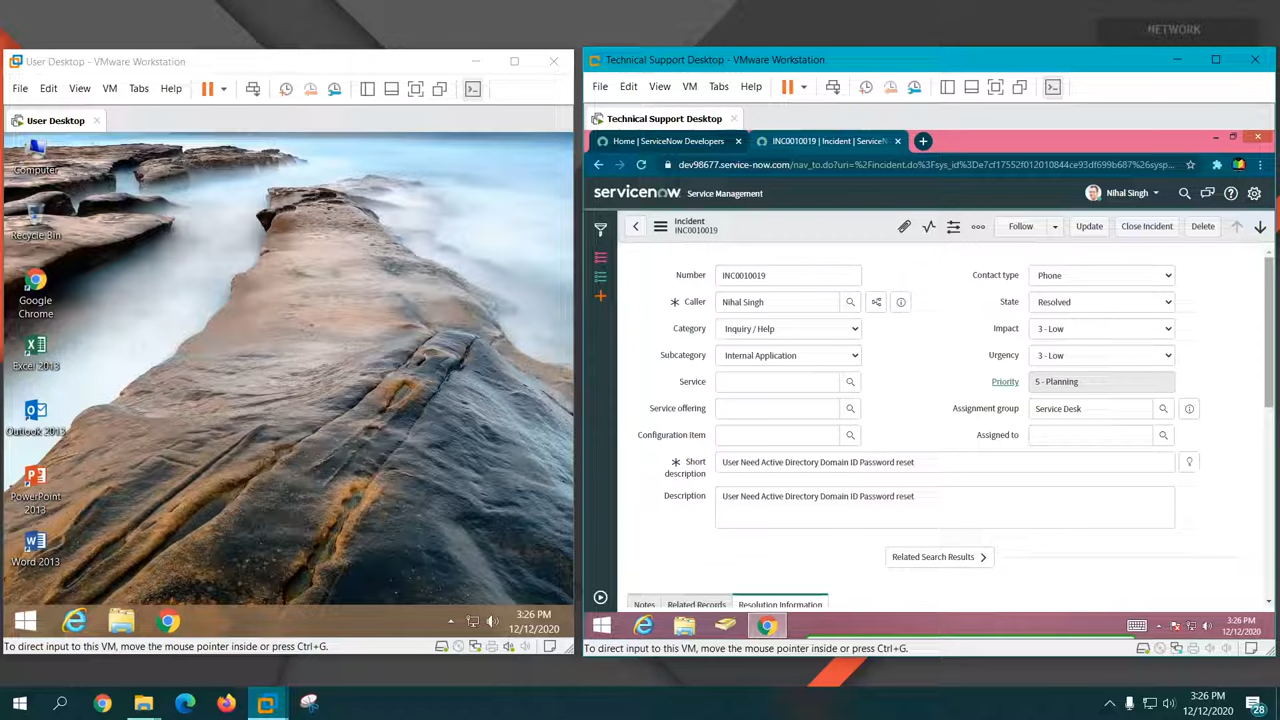 NETWORK
User Desktop - VMware Workstation
File Edit View VM Tabs Help
User Desktop
Computer
Recycle Bin
Google
Chrome
Excel 2013
Outlook 2013
PowerPoint
2013
Word 2013
3:26 PM
12/12/2020
To direct input to this VM, move the mouse pointer inside or press Ctrl+G.
Technical Support Desktop - VMware Workstation
File Edit View VM Tabs Help
Technical Support Desktop
Home | ServiceNow Developers
INC0010019 | Incident | ServiceN
dev98677.service-now.com/nav_to.do?uri=%2Fincident.do%3Fsys_id%3De7cf17552f012010844ce93df699b687%26sysp...
servicenow Service Management
Nihal Singh
Incident
INC0010019
Follow Update Close Incident Delete
Number INC0010019 Contact type Phone
Caller Nihal Singh State Resolved
Category Inquiry / Help Impact 3 - Low
Subcategory Internal Application Urgency 3 - Low
Service Priority 5 - Planning
Service offering Assignment group Service Desk
Configuration item Assigned to
Short
description
User Need Active Directory Domain ID Password reset
Description User Need Active Directory Domain ID Password reset
Related Search Results
Notes Related Records Resolution Information
3:26 PM
12/12/2020
To direct input to this VM, move the mouse pointer inside or press Ctrl+G.
3:26 PM
12/12/2020
28